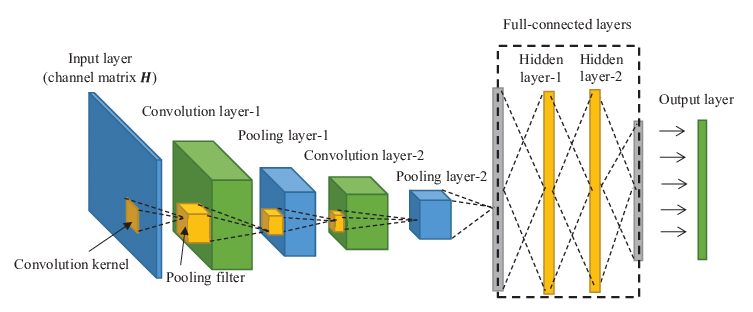 Full-connected layers
Input layer
(channel matrix H)
Hidden
layer-1
Hidden
layer-2
Output layer
Convolution layer-1
Pooling layer-1
Convolution layer-2
Pooling layer-2
Convolution kernel
Pooling filter